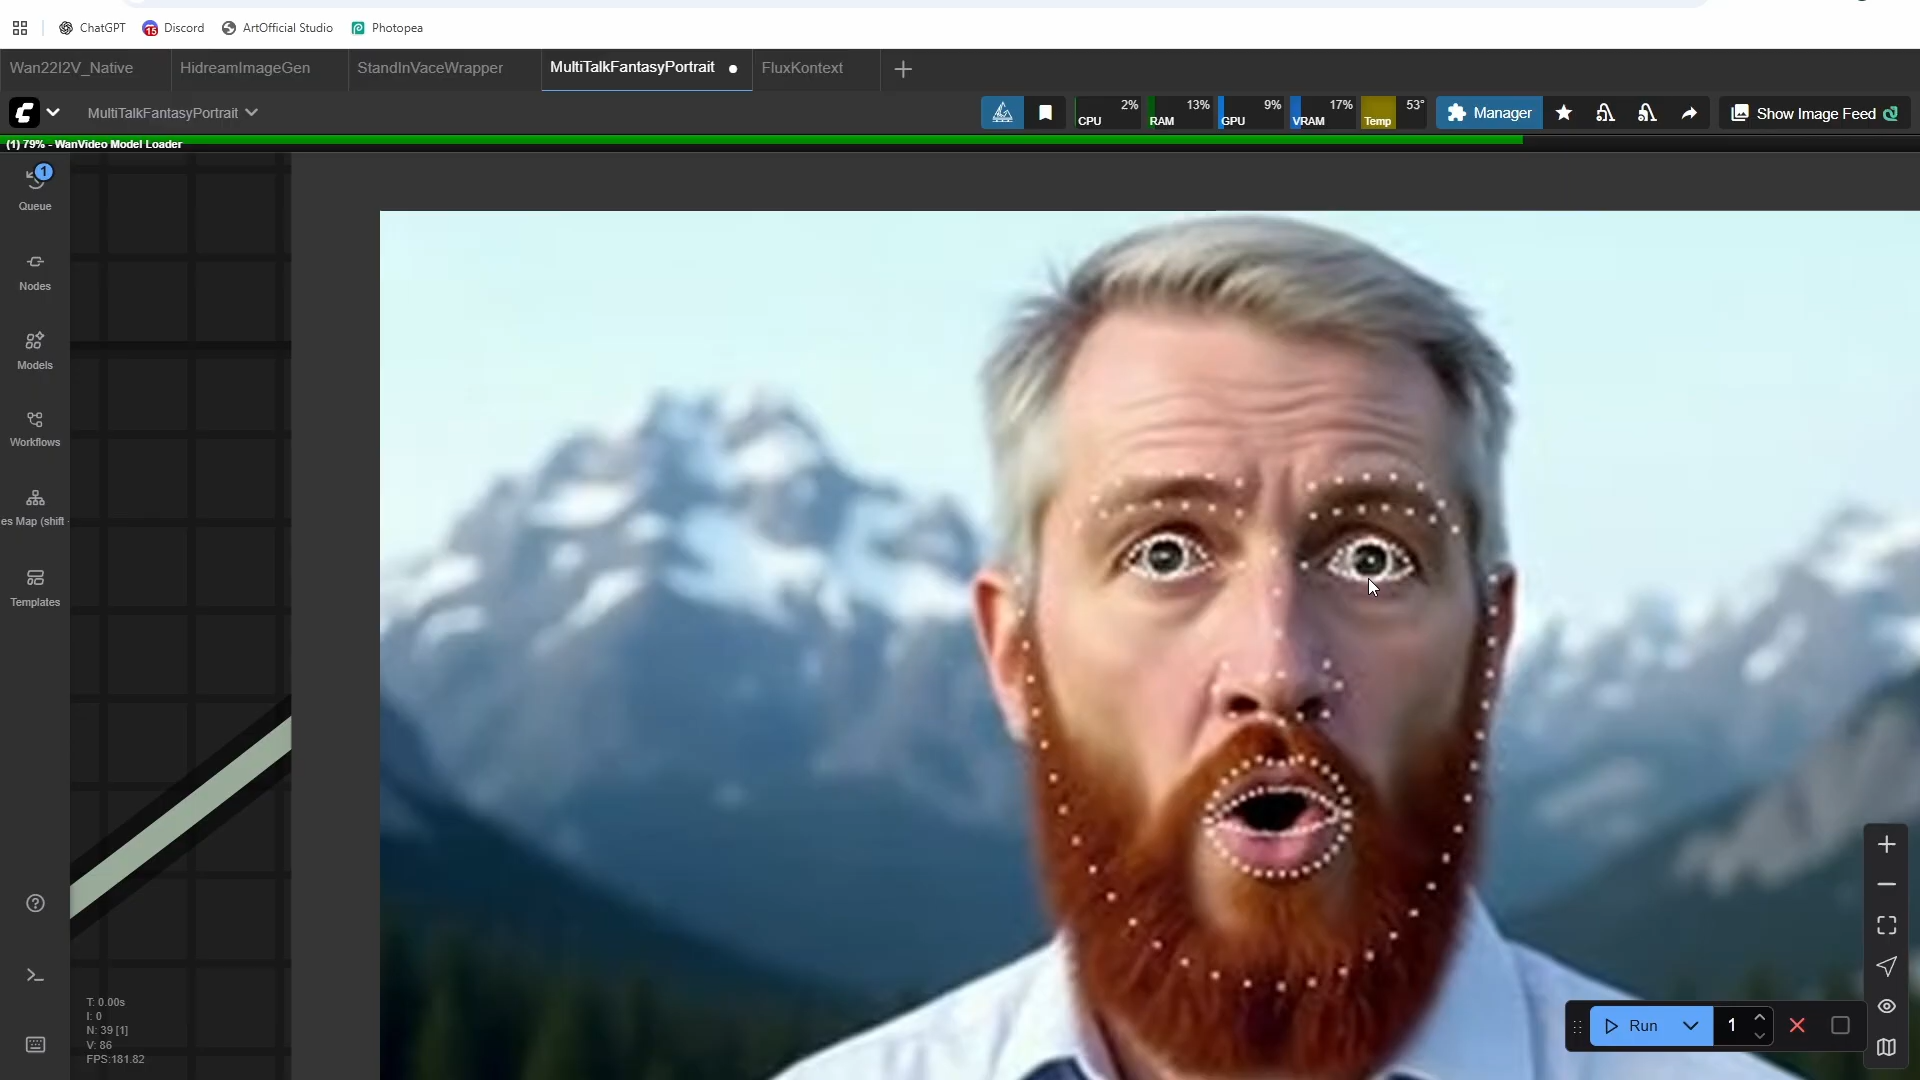 ChatGPT
15
Discord
ArtOfficial Studio
Photopea
Wan22I2V_Native
HidreamImageGen
StandInVaceWrapper
MultiTalkFantasyPortrait
FluxKontext
MultiTalkFantasyPortrait
2%
CPU
13%
RAM
9%
GPU
17%
VRAM
53°
Temp
Manager
Show Image Feed
(1) 79% - WanVideo Model Loader
1
Queue
Nodes
Models
Workflows
es Map (shift
Templates
T: 0.00s
I: 0
N: 39 [1]
V: 86
FPS:181.82
Run
1